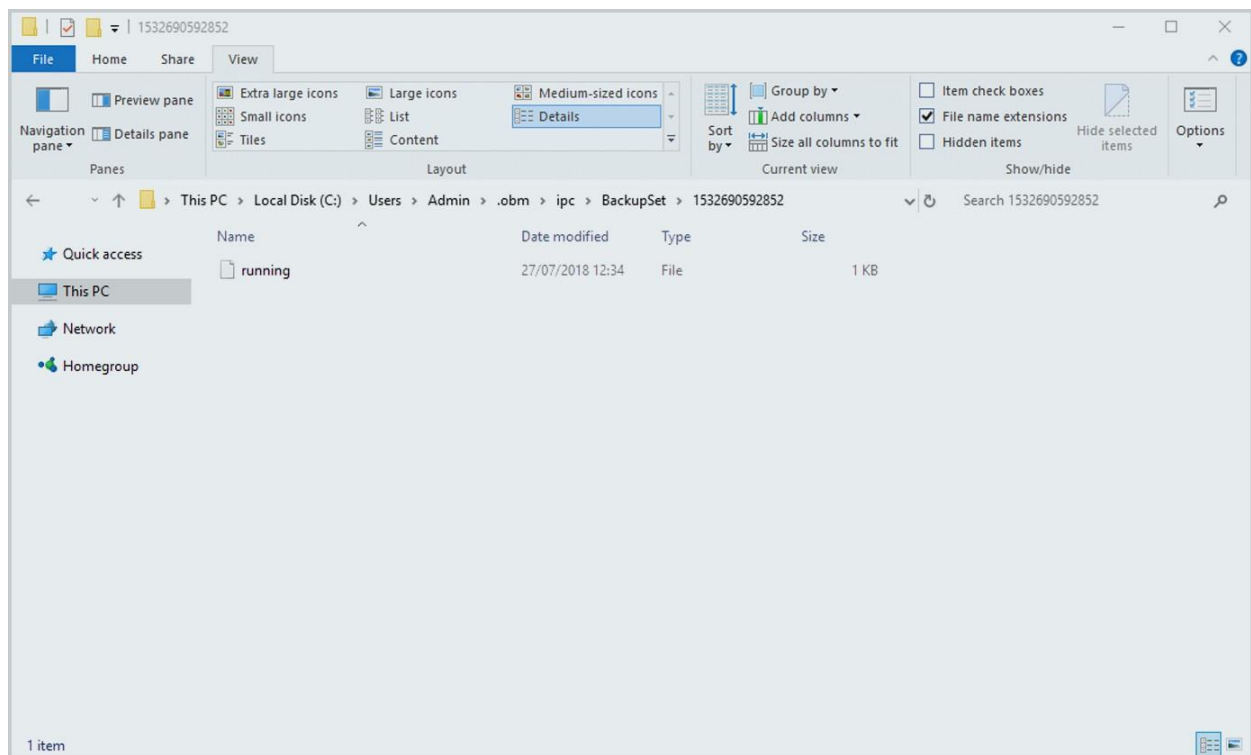 1532690592852
File Home Share View
Navigation pane
Preview pane
Details pane
Panes
Extra large icons Large icons Medium-sized icons
Small icons List Details
Tiles Content
Layout
Sort by
Group by
Add columns
Size all columns to fit
Current view
Item check boxes
File name extensions
Hidden items
Hide selected items
Show/hide
Options
This PC > Local Disk (C:) > Users > Admin > .obm > ipc > BackupSet > 1532690592852
Search 1532690592852
Quick access
This PC
Network
Homegroup
Name Date modified Type Size
running 27/07/2018 12:34 File 1 KB
1 item